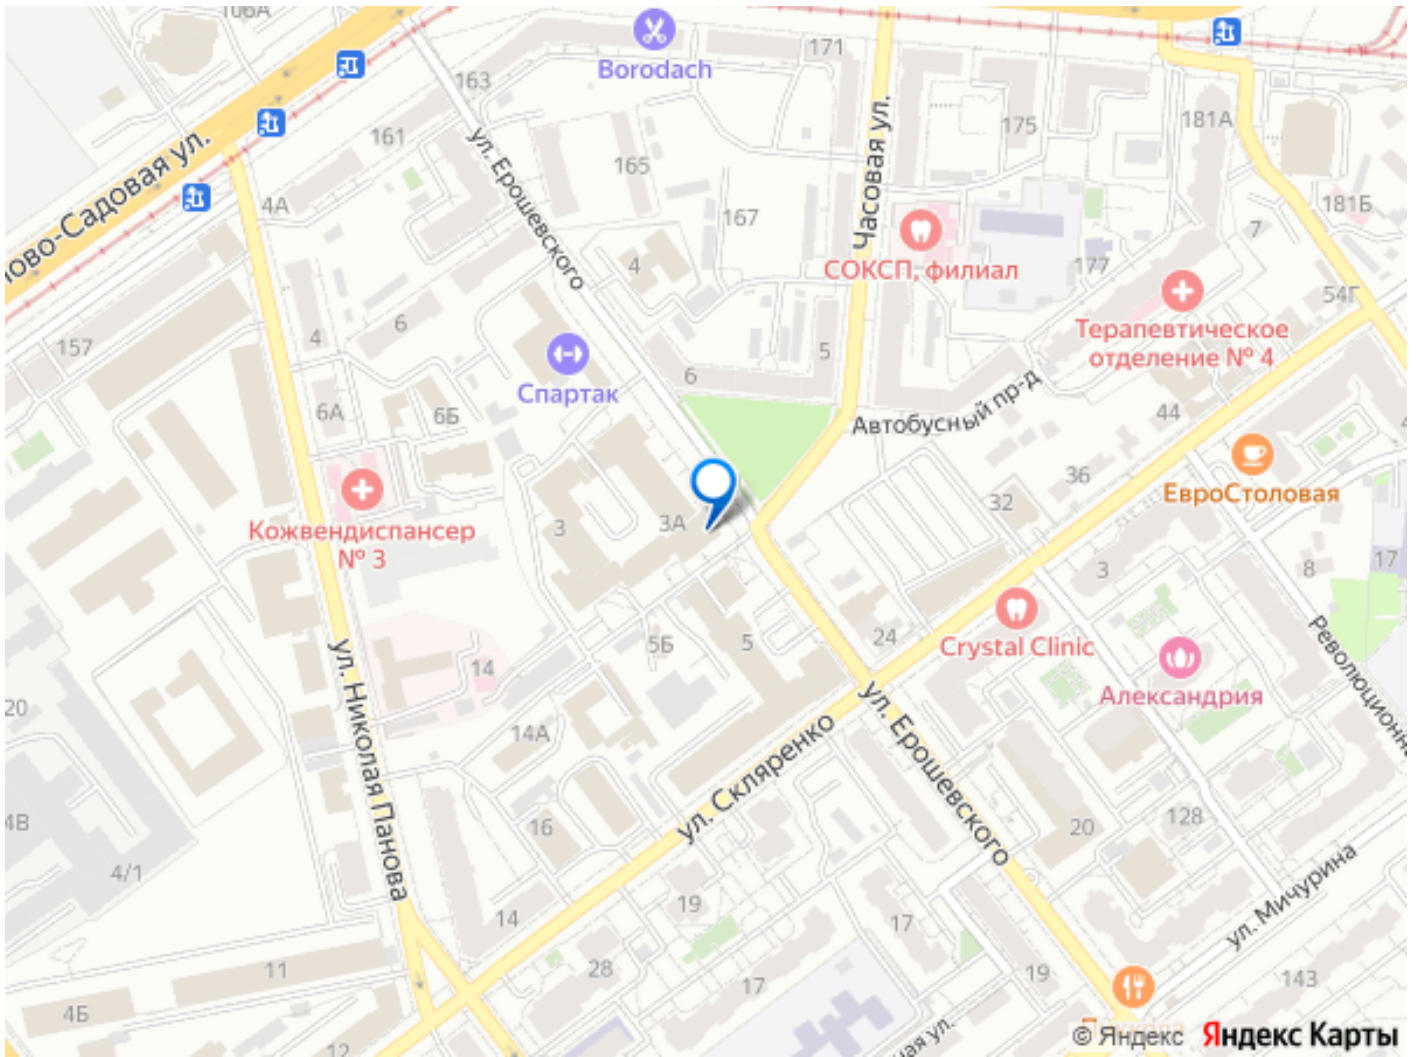 106А
163
Borodach
171
161
ул. Ерошевского
165
Часовая ул.
175
181А
ово-Садовая ул.
4А
167
181Б
4
СОКСП, филиал
177
7
54Г
157
4
6
5
Терапевтическое
отделение № 4
Спартак
6
6А
6Б
Автобусный пр-д
44
36
ЕвроСтоловая
Кожвендиспансер
№ 3
3
3А
32
3
8
17
ул. Николая Панова
14
5Б
5
24
Crystal Clinic
Революционна
Александрия
20
14А
ул. Скляренко
ул. Ерошевского
4В
4/1
16
20
128
14
19
17
ул. Мичурина
11
28
17
19
143
4Б
12
ная ул.
© Яндекс Яндекс Карты